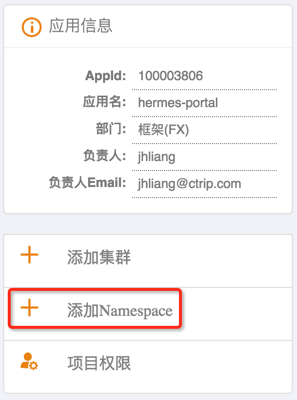 应用信息
AppId: 100003806
应用名: hermes-portal
部门: 框架(FX)
负责人: jhliang
负责人Email: jhliang@ctrip.com
添加集群
添加Namespace
项目权限